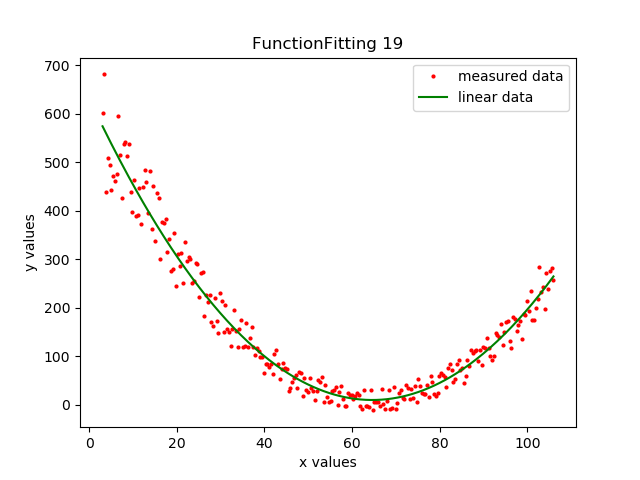 FunctionFitting 19
measured data
linear data
700
600
500
400
300
200
100
0
y values
0 20 40 60 80 100
x values